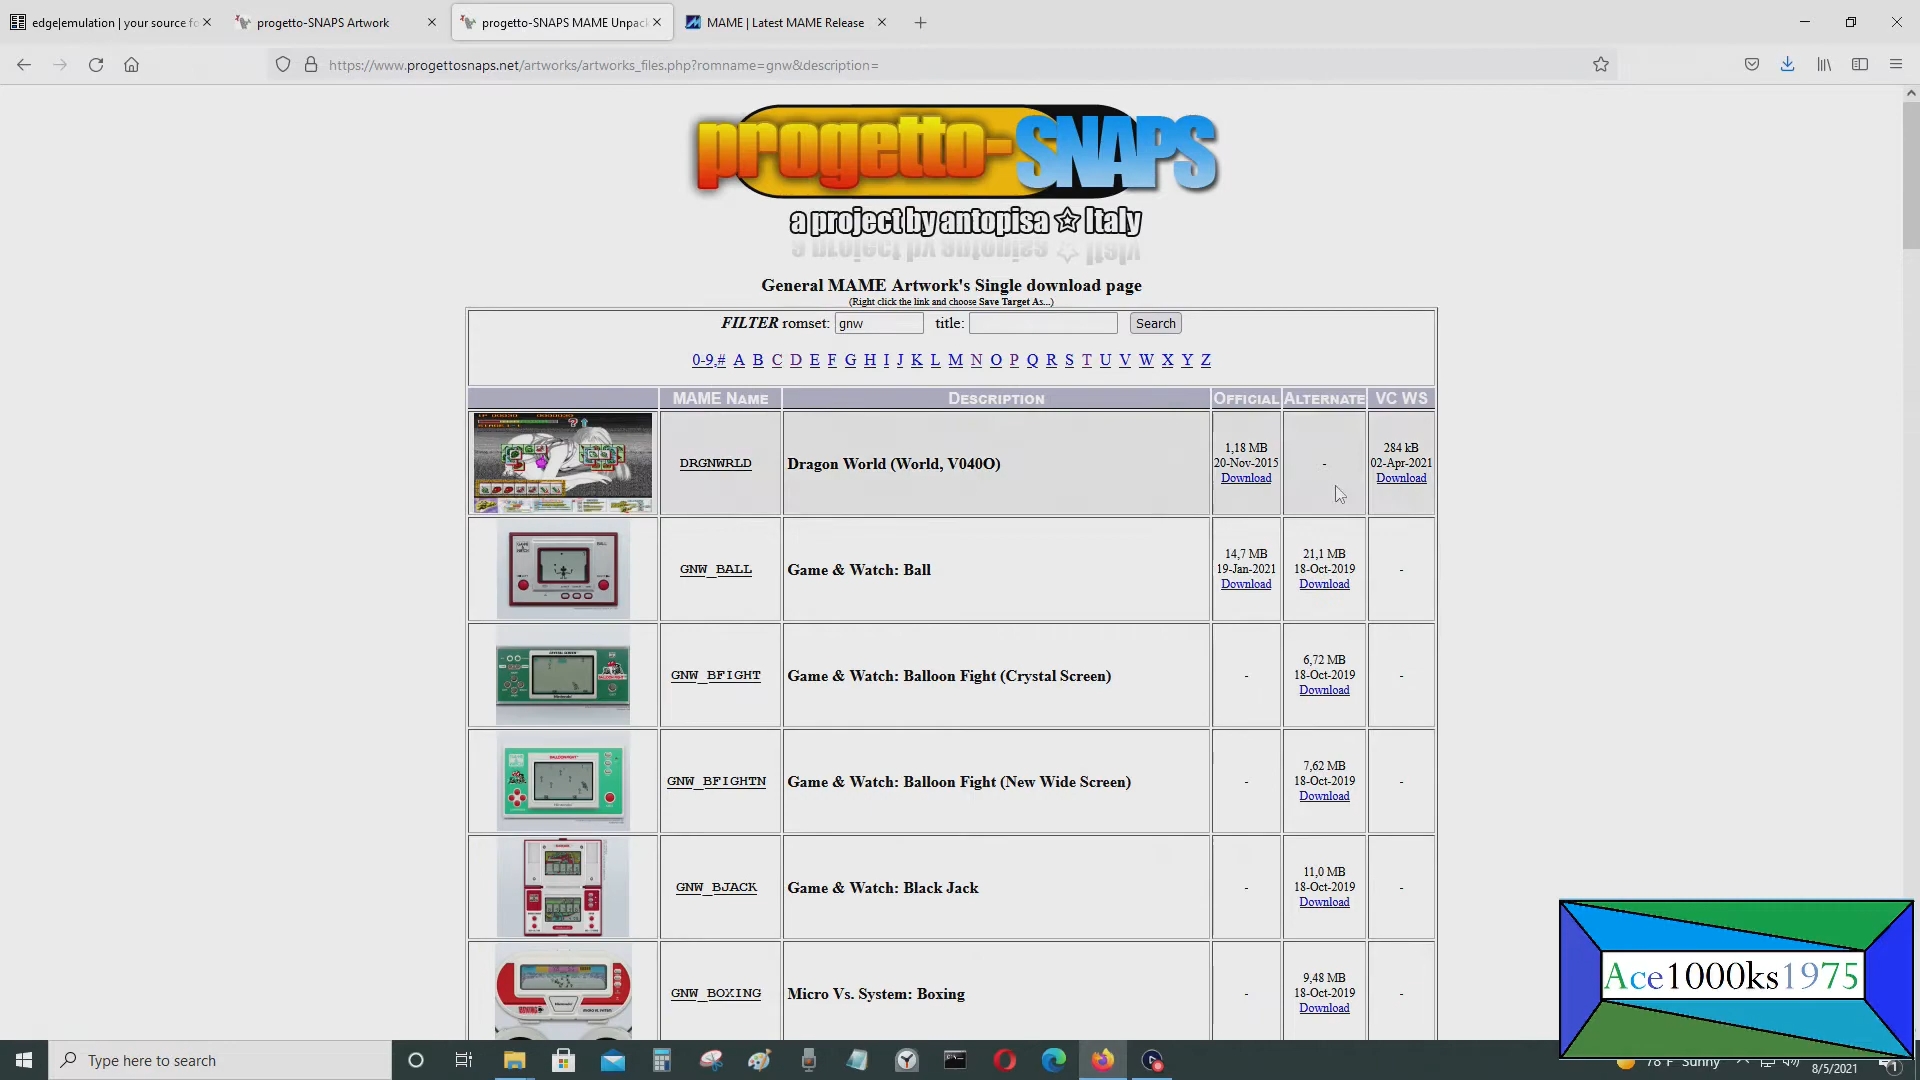 edge|emulation | your source fo
progetto-SNAPS Artwork
progetto-SNAPS MAME Unpack
MAME | Latest MAME Release
https://www.progettosnaps.net/artworks/artworks_files.php?romname=gnw&description=
progetto-SNAPS
a project by antopisa ☆ Italy
General MAME Artwork's Single download page
(Right click the link and choose Save Target As...)
FILTER romset: gnw title: Search
0-9,# A B C D E F G H I J K L M N O P Q R S T U V W X Y Z
MAME NAME DESCRIPTION OFFICIAL ALTERNATE VC WS
DRGNWRLD Dragon World (World, V040O) 1,18 MB 20-Nov-2015 Download - 284 kB 02-Apr-2021 Download
GNW_BALL Game & Watch: Ball 14,7 MB 19-Jan-2021 Download 21,1 MB 18-Oct-2019 Download -
GNW_BFIGHT Game & Watch: Balloon Fight (Crystal Screen) - 6,72 MB 18-Oct-2019 Download -
GNW_BFIGHTN Game & Watch: Balloon Fight (New Wide Screen) - 7,62 MB 18-Oct-2019 Download -
GNW_BJACK Game & Watch: Black Jack - 11,0 MB 18-Oct-2019 Download -
GNW_BOXING Micro Vs. System: Boxing - 9,48 MB 18-Oct-2019 Download -
Ace1000ks1975
Type here to search
78°F Sunny
8/5/2021
1